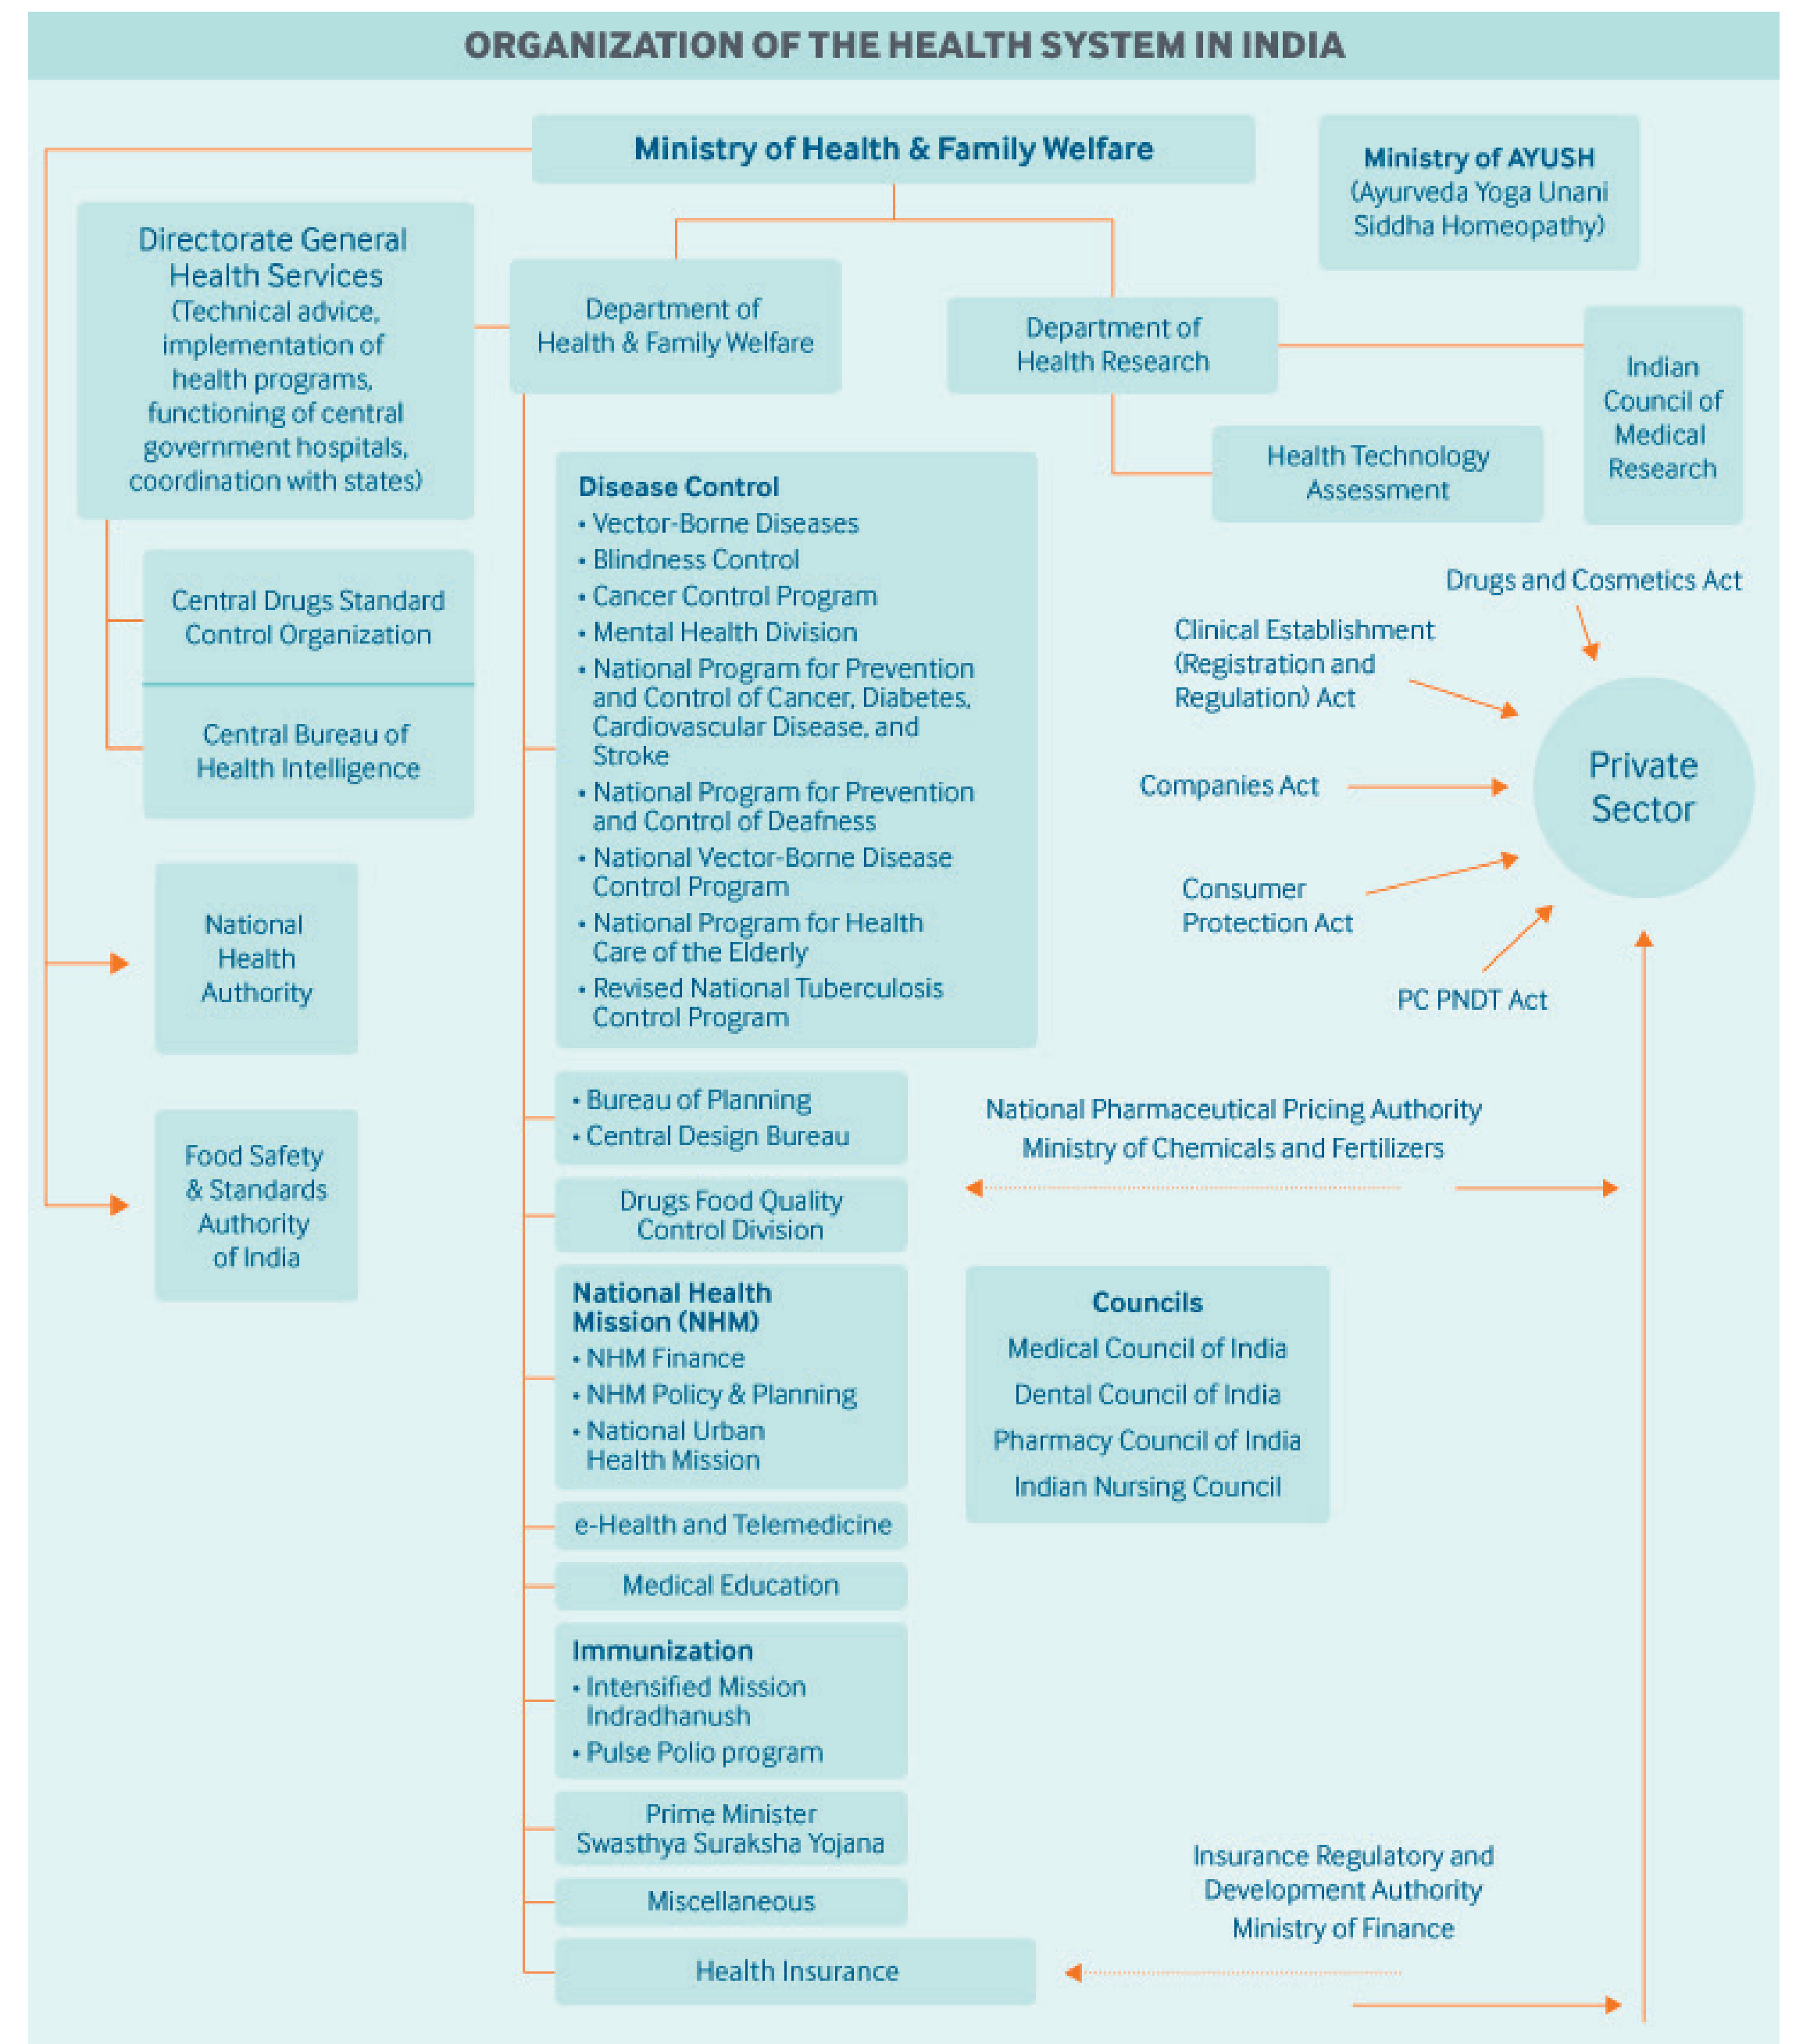 ORGANIZATION OF THE HEALTH SYSTEM IN INDIA
Ministry of Health & Family Welfare
Ministry of AYUSH
(Ayurveda Yoga Unani
Siddha Homeopathy)
Directorate General
Health Services
(Technical advice,
implementation of
health programs,
functioning of central
government hospitals,
coordination with states)
Department of
Health & Family Welfare
Department of
Health Research
Indian
Council of
Medical
Research
Health Technology
Assessment
Central Drugs Standard
Control Organization
Central Bureau of
Health Intelligence
National
Health
Authority
Food Safety
& Standards
Authority
of India
Disease Control
• Vector-Borne Diseases
• Blindness Control
• Cancer Control Program
• Mental Health Division
• National Program for Prevention
and Control of Cancer, Diabetes,
Cardiovascular Disease, and
Stroke
• National Program for Prevention
and Control of Deafness
• National Vector-Borne Disease
Control Program
• National Program for Health
Care of the Elderly
• Revised National Tuberculosis
Control Program
Drugs and Cosmetics Act
Clinical Establishment
(Registration and
Regulation) Act
Companies Act
Consumer
Protection Act
PC PNDT Act
Private
Sector
• Bureau of Planning
• Central Design Bureau
Drugs Food Quality
Control Division
National Pharmaceutical Pricing Authority
Ministry of Chemicals and Fertilizers
National Health
Mission (NHM)
• NHM Finance
• NHM Policy & Planning
• National Urban
Health Mission
Councils
Medical Council of India
Dental Council of India
Pharmacy Council of India
Indian Nursing Council
e-Health and Telemedicine
Medical Education
Immunization
• Intensified Mission
Indradhanush
• Pulse Polio program
Prime Minister
Swasthya Suraksha Yojana
Miscellaneous
Health Insurance
Insurance Regulatory and
Development Authority
Ministry of Finance